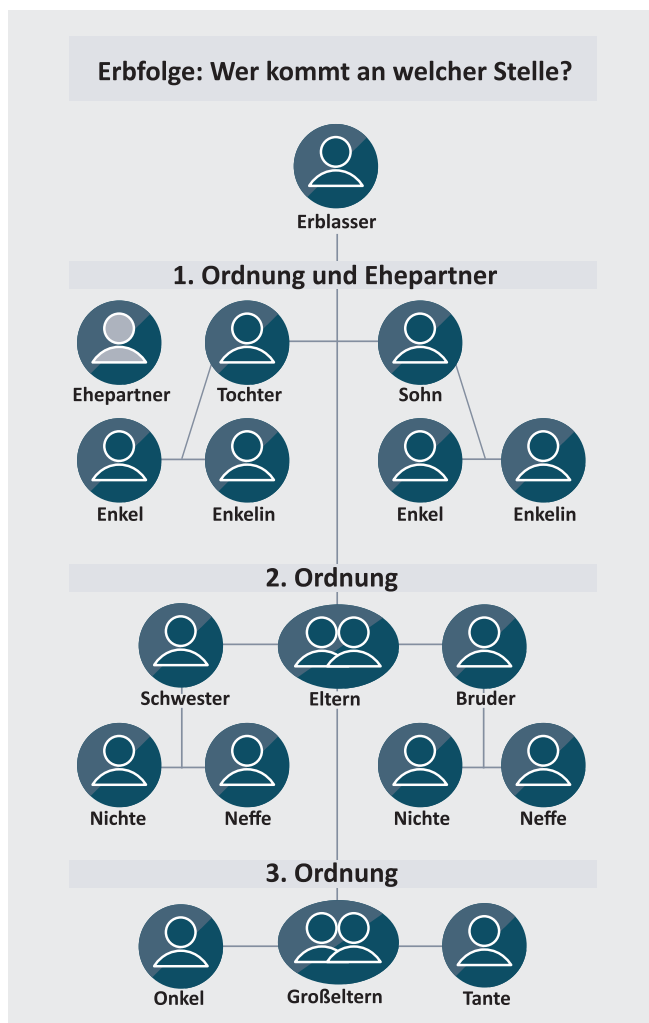 Erbfolge: Wer kommt an welcher Stelle?
Erblasser
1. Ordnung und Ehepartner
Ehepartner Tochter Sohn
Enkel Enkelin Enkel Enkelin
2. Ordnung
Schwester Eltern Bruder
Nichte Neffe Nichte Neffe
3. Ordnung
Onkel Großeltern Tante